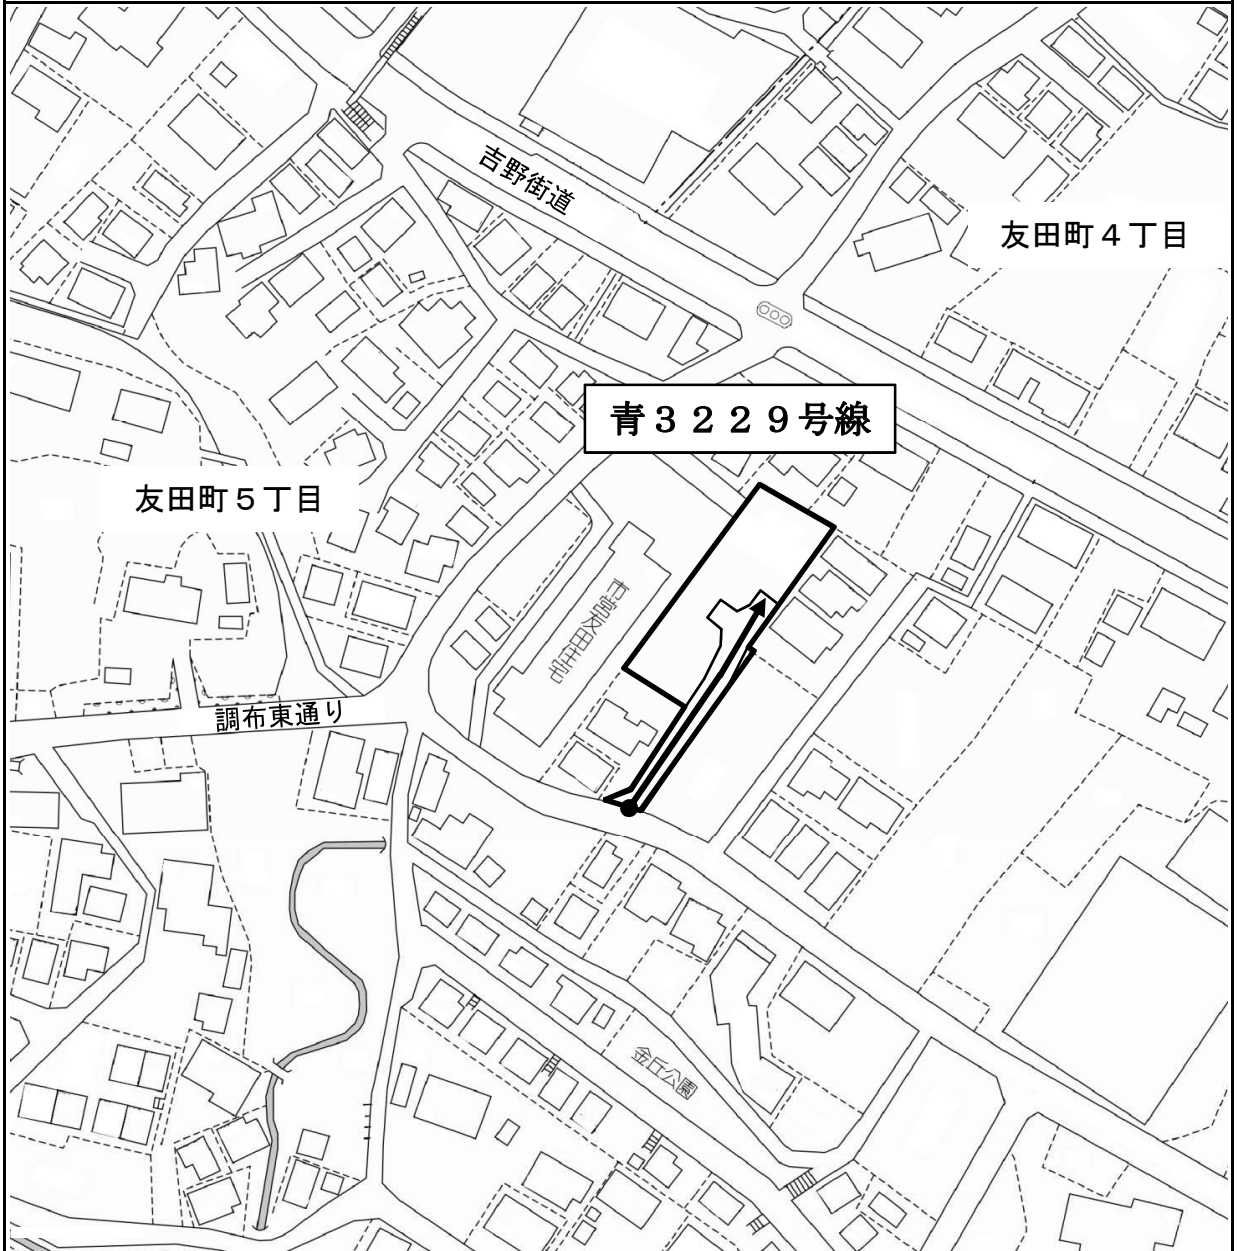 吉野街道
友田町４丁目
青３２２９号線
友田町５丁目
市営友田住宅
調布東通り
金丘公園